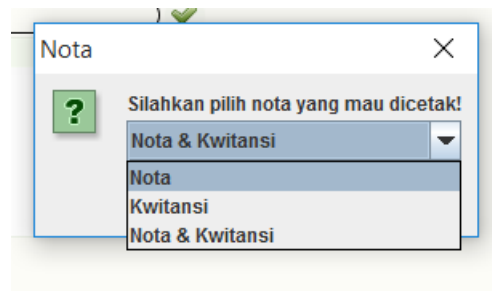 )
Nota
Silahkan pilih nota yang mau dicetak!
Nota & Kwitansi
Nota
Kwitansi
Nota & Kwitansi